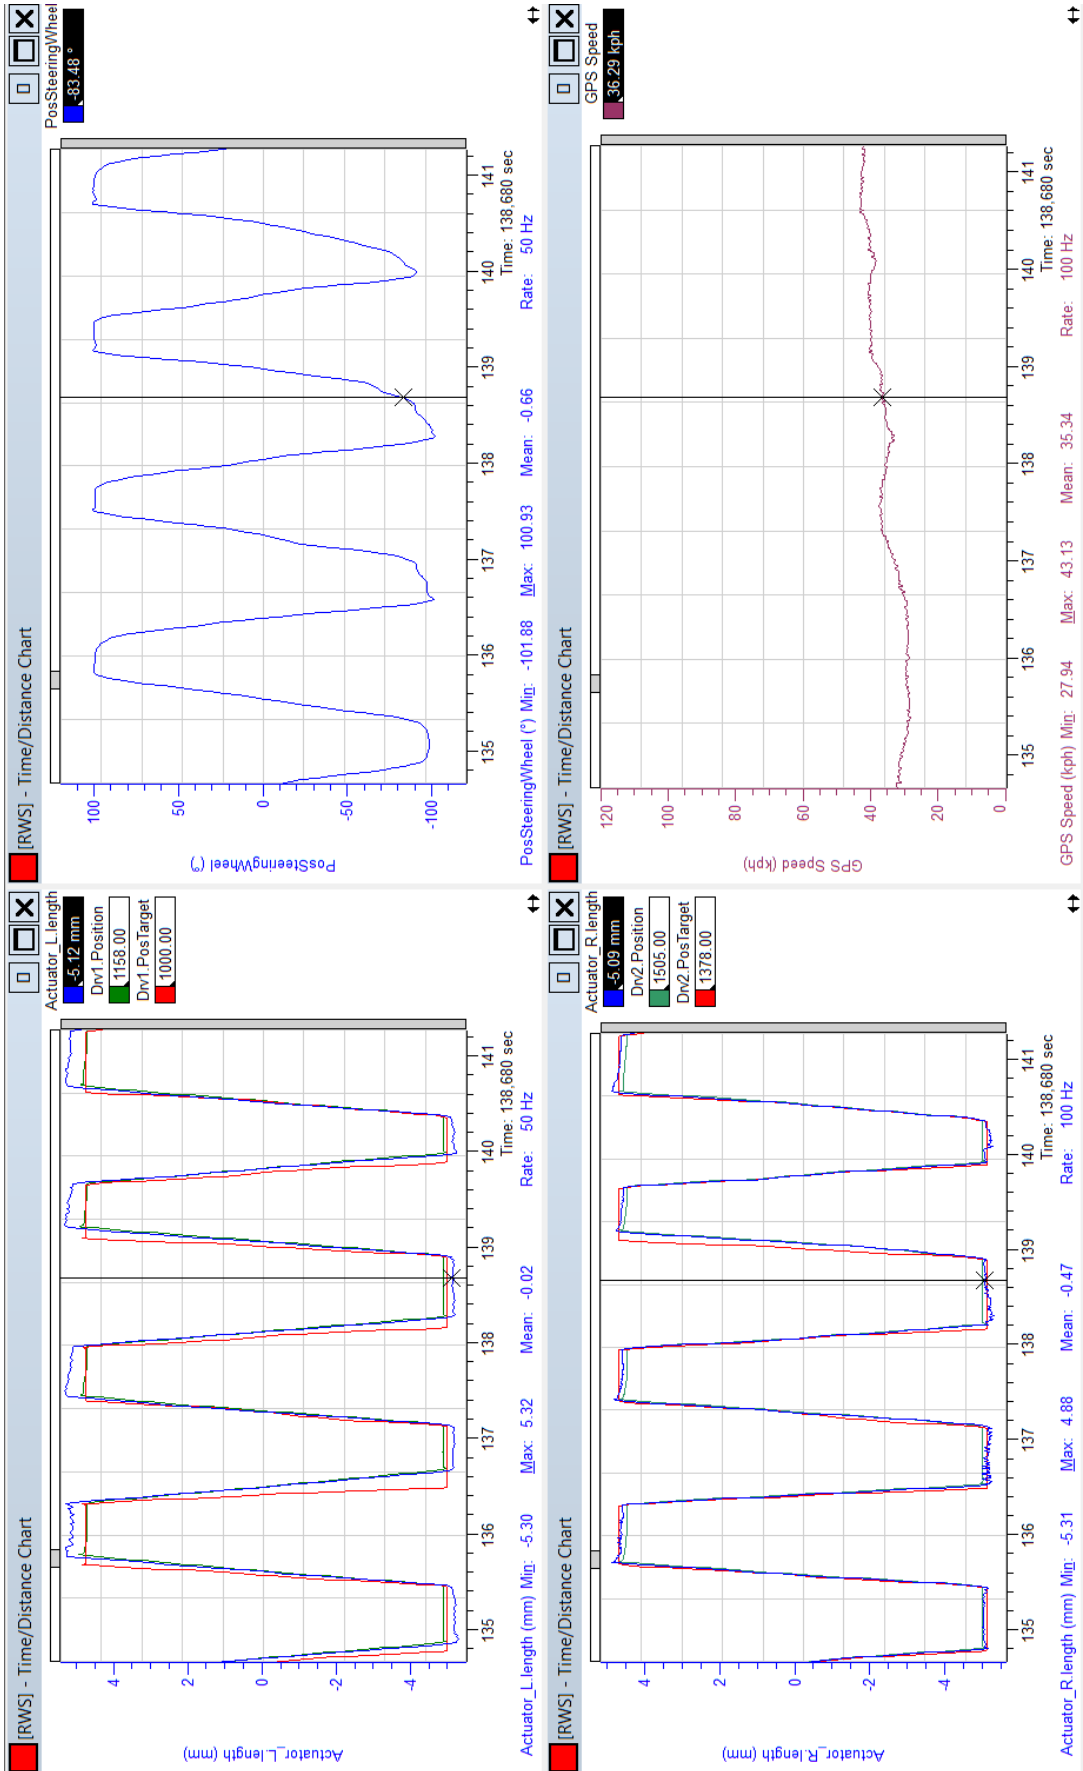 [RWS] - Time/Distance Chart
Actuator_L.length
-5.12 mm
Drv1.Position
1158.00
Drv1.PosTarget
1000.00
Actuator_L.length (mm)
4
2
0
-2
-4
135 136 137 138 139 140 141
Time: 138,680 sec
Actuator_L.length (mm) Min: -5.30 Max: 5.32 Mean: -0.02 Rate: 50 Hz
[RWS] - Time/Distance Chart
PosSteeringWheel
-83.48 °
PosSteeringWheel (°)
100
50
0
-50
-100
135 136 137 138 139 140 141
Time: 138,680 sec
PosSteeringWheel (°) Min: -101.88 Max: 100.93 Mean: -0.66 Rate: 50 Hz
[RWS] - Time/Distance Chart
Actuator_R.length
-5.09 mm
Drv2.Position
1505.00
Drv2.PosTarget
1378.00
Actuator_R.length (mm)
4
2
0
-2
-4
135 136 137 138 139 140 141
Time: 138,680 sec
Actuator_R.length (mm) Min: -5.31 Max: 4.88 Mean: -0.47 Rate: 100 Hz
[RWS] - Time/Distance Chart
GPS Speed
36.29 kph
GPS Speed (kph)
120
100
80
60
40
20
0
135 136 137 138 139 140 141
Time: 138,680 sec
GPS Speed (kph) Min: 27.94 Max: 43.13 Mean: 35.34 Rate: 100 Hz